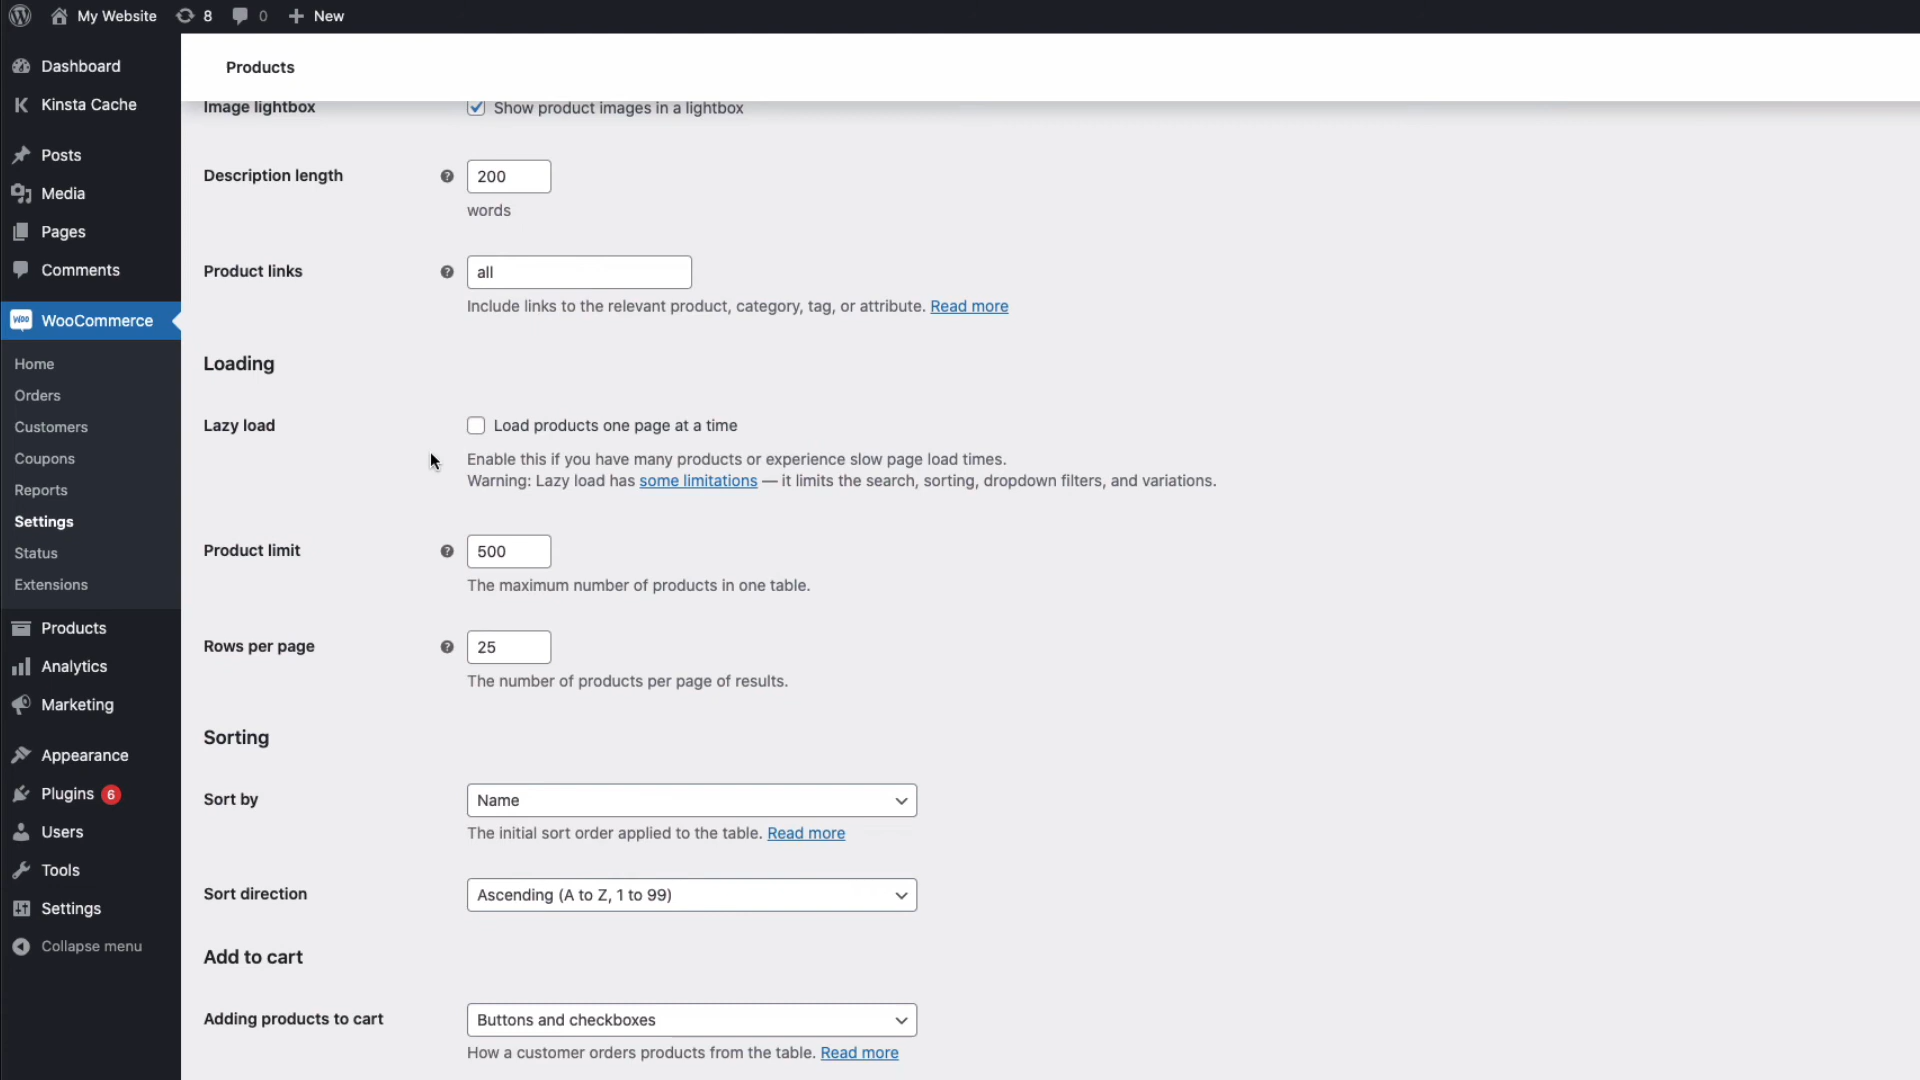 My Website 8 0 New
Dashboard
Kinsta Cache
Posts
Media
Pages
Comments
WooCommerce
Home
Orders
Customers
Coupons
Reports
Settings
Status
Extensions
Products
Analytics
Marketing
Appearance
Plugins 6
Users
Tools
Settings
Collapse menu
Products
Image lightbox Show product images in a lightbox
Description length 200
words
Product links all
Include links to the relevant product, category, tag, or attribute. Read more
Loading
Lazy load Load products one page at a time
Enable this if you have many products or experience slow page load times.
Warning: Lazy load has some limitations — it limits the search, sorting, dropdown filters, and variations.
Product limit 500
The maximum number of products in one table.
Rows per page 25
The number of products per page of results.
Sorting
Sort by Name
The initial sort order applied to the table. Read more
Sort direction Ascending (A to Z, 1 to 99)
Add to cart
Adding products to cart Buttons and checkboxes
How a customer orders products from the table. Read more